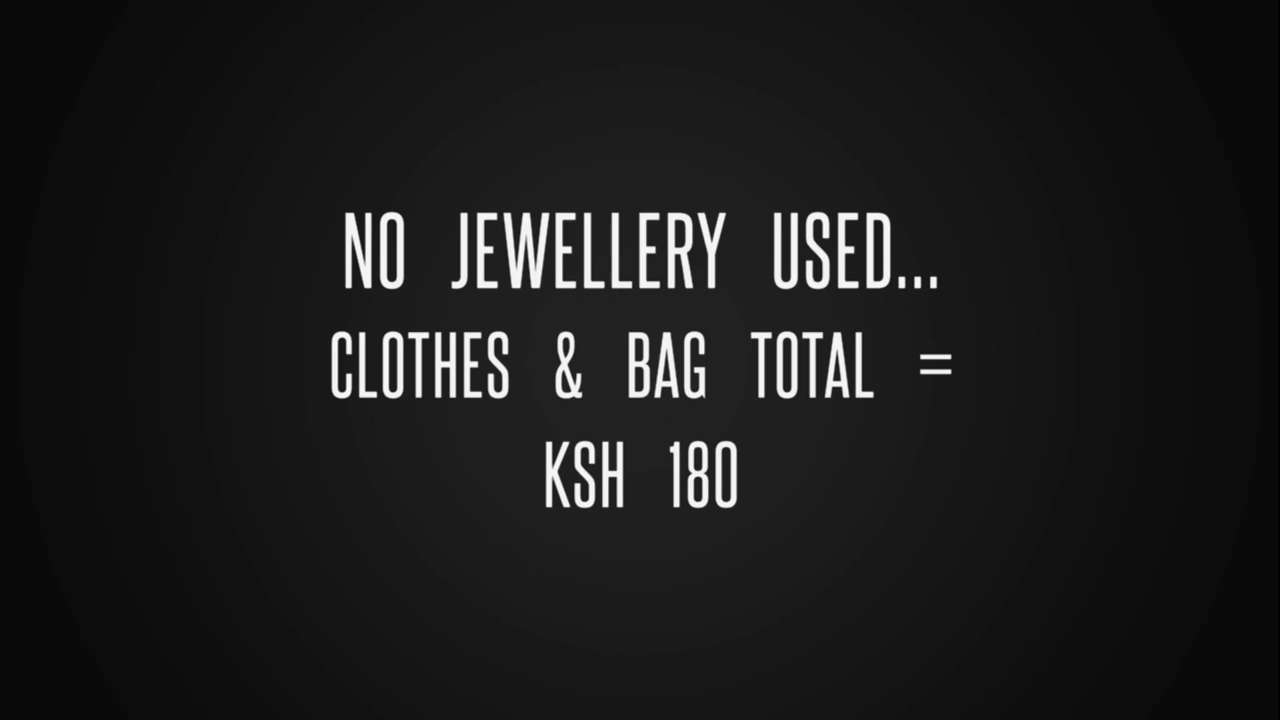 NO JEWELLERY USED...
CLOTHES & BAG TOTAL =
KSH 180